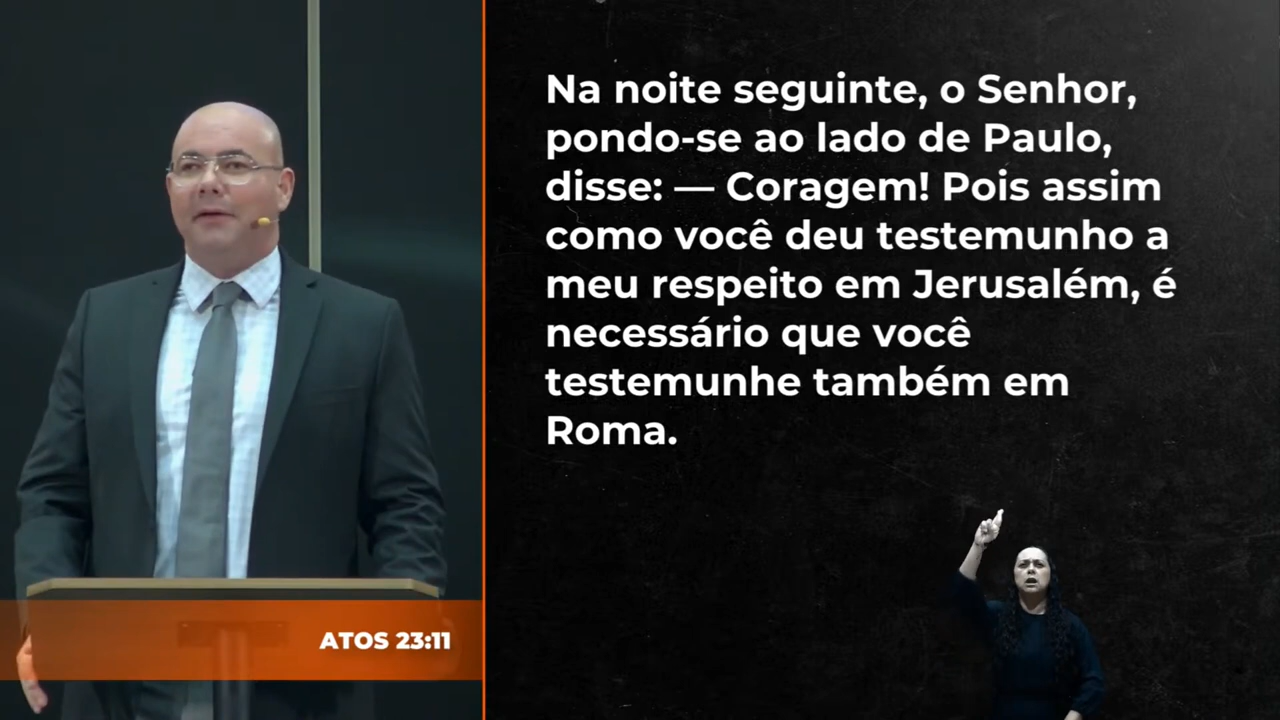 Na noite seguinte, o Senhor,
pondo-se ao lado de Paulo,
disse: — Coragem! Pois assim
como você deu testemunho a
meu respeito em Jerusalém, é
necessário que você
testemunhe também em
Roma.
ATOS 23:11